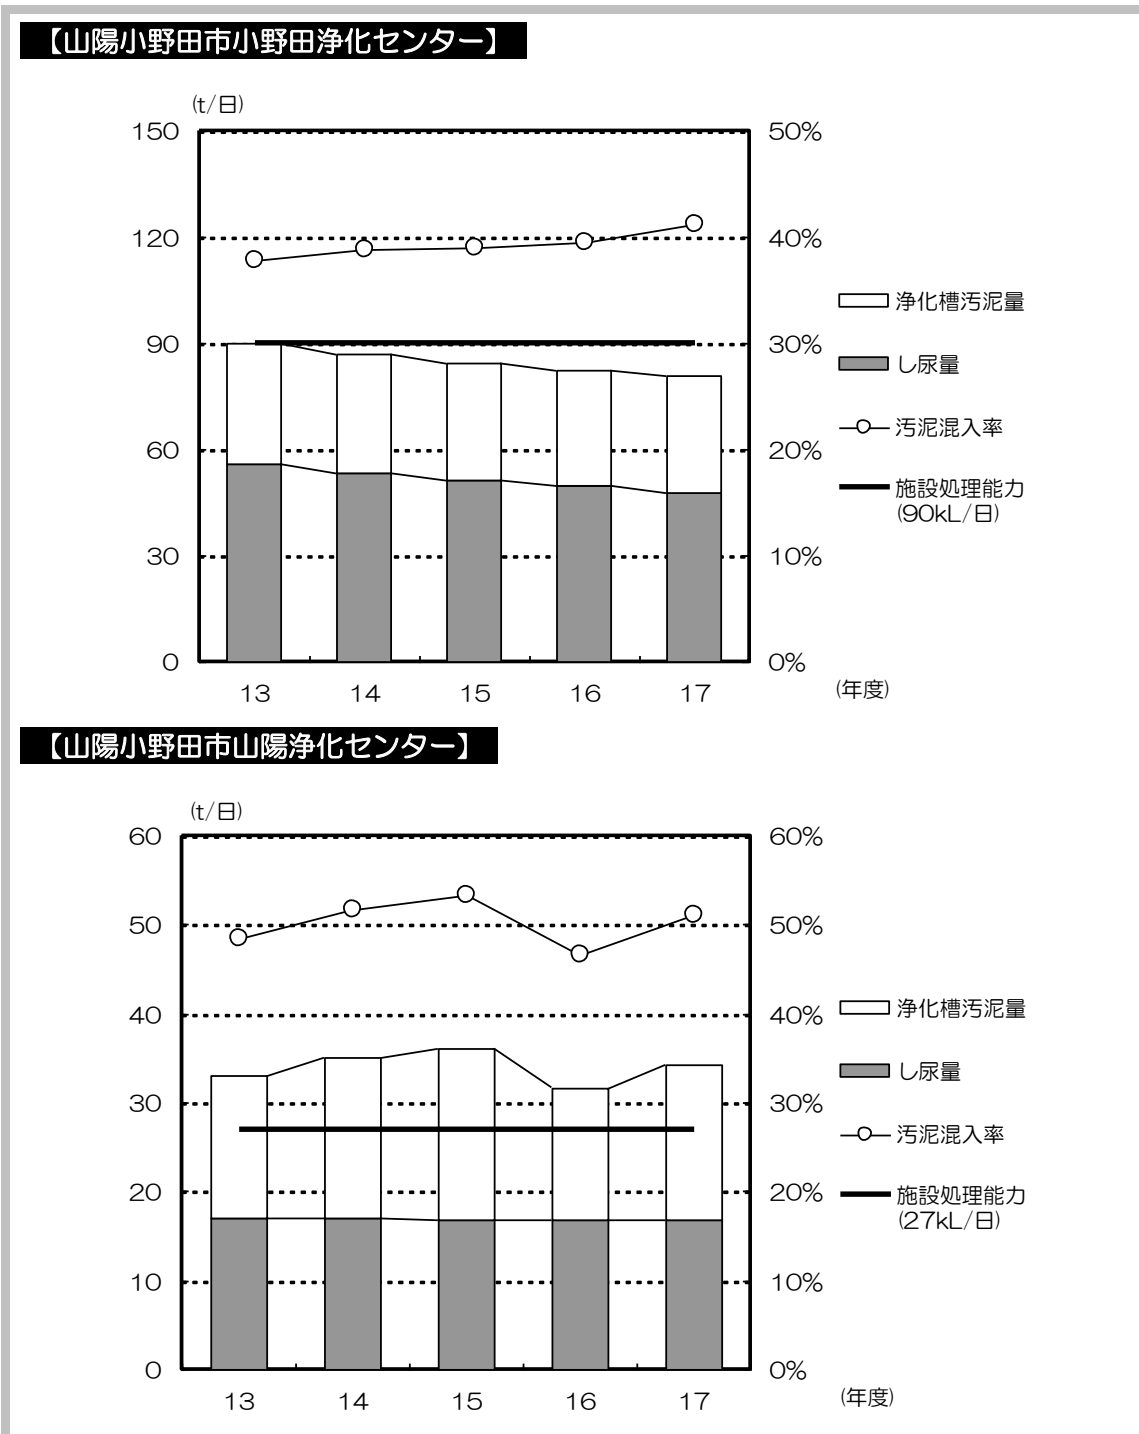 【山陽小野田市小野田浄化センター】
(t/日)
150 50%
120 40%
90 30%
60 20%
30 10%
0 0%
13 14 15 16 17 (年度)
浄化槽汚泥量
し尿量
汚泥混入率
施設処理能力
(90kL/日)
【山陽小野田市山陽浄化センター】
(t/日)
60 60%
50 50%
40 40%
30 30%
20 20%
10 10%
0 0%
13 14 15 16 17 (年度)
浄化槽汚泥量
し尿量
汚泥混入率
施設処理能力
(27kL/日)